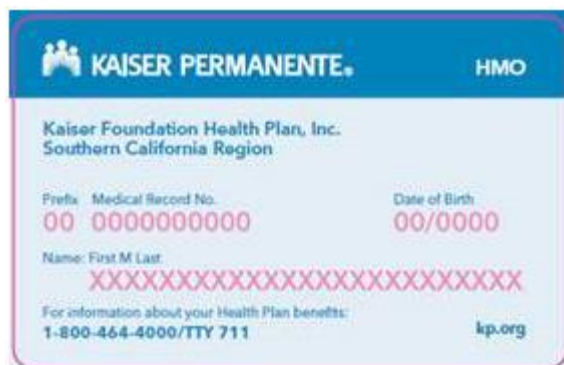 KAISER PERMANENTE® HMO
Kaiser Foundation Health Plan, Inc.
Southern California Region
Prefix Medical Record No. Date of Birth
00 0000000000 00/0000
Name: First M Last
XXXXXXXXXXXXXXXXXXXXXXXXXX
For information about your Health Plan benefits:
1-800-464-4000/TTY 711 kp.org